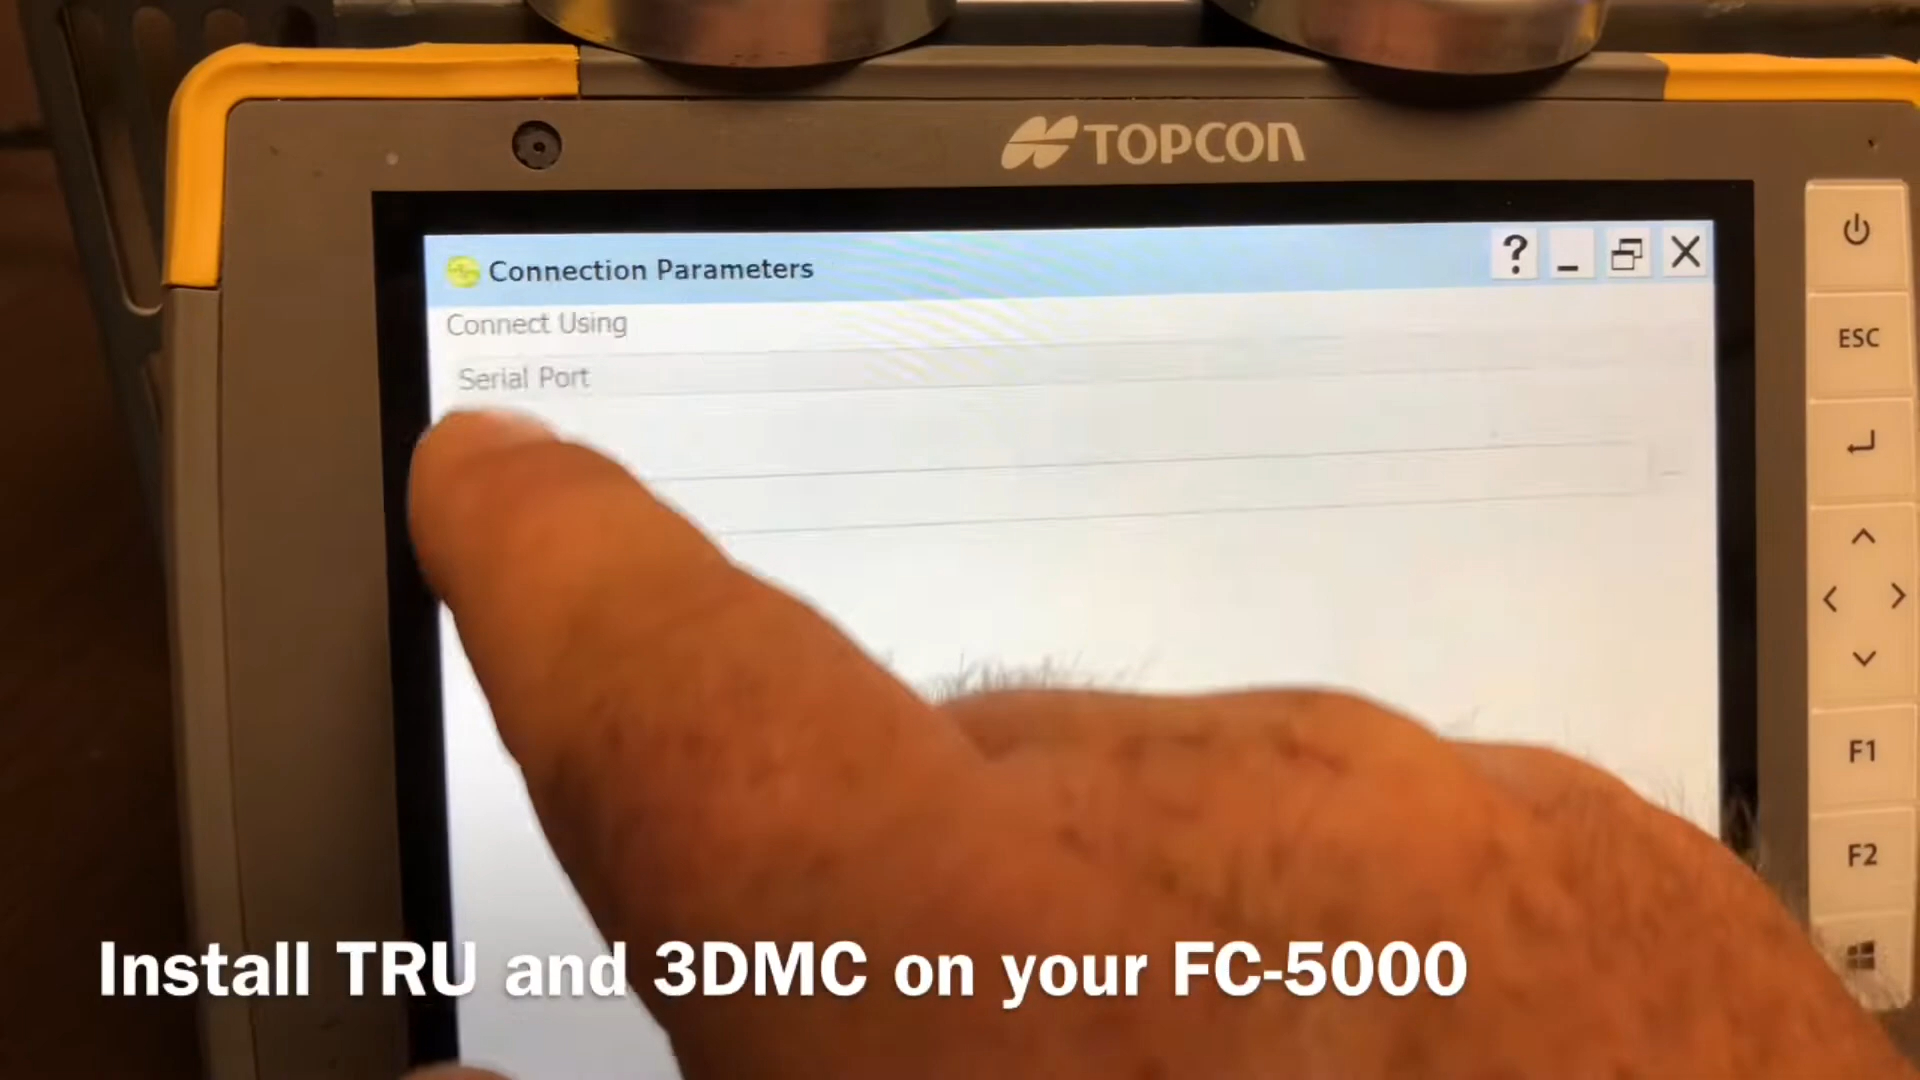 TOPCON
Connection Parameters
?
Connect Using
Serial Port
ESC
F1
F2
Install TRU and 3DMC on your FC-5000